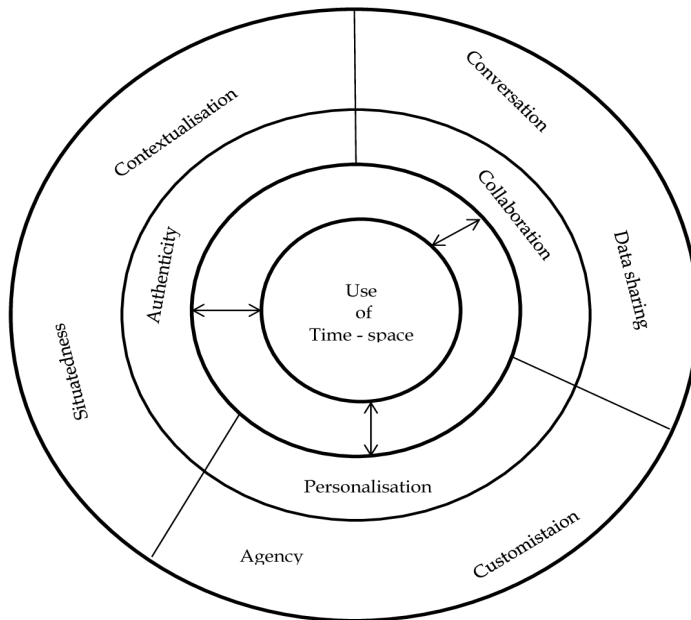 Contextualisation
Conversation
Collaboration
Authenticity
Data sharing
Situatedness
Use
of
Time - space
Personalisation
Agency
Customistaion